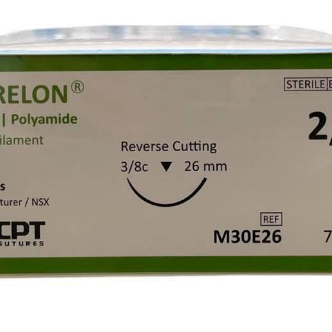 RELON®
| Polyamide
ilament
STERILE
2/
Reverse Cutting
3/8c ▼ 26 mm
s
turer / NSX
CPT
SUTURES
REF
M30E26
7